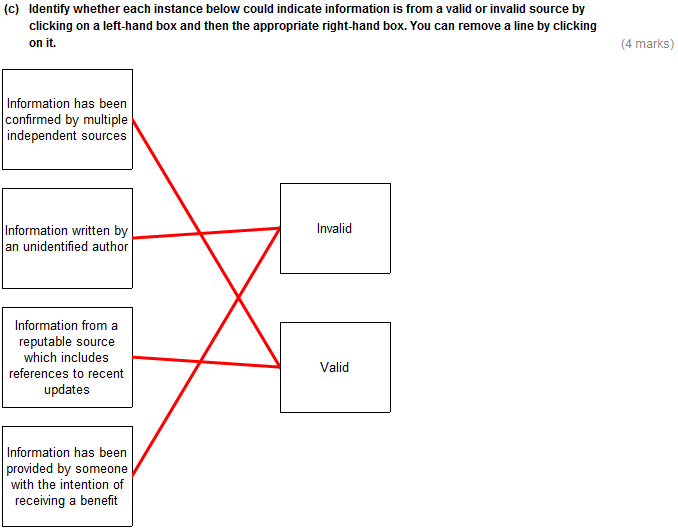 (c) Identify whether each instance below could indicate information is from a valid or invalid source by
clicking on a left-hand box and then the appropriate right-hand box. You can remove a line by clicking
on it.
(4 marks)
Information has been
confirmed by multiple
independent sources
Information written by
an unidentified author
Information from a
reputable source
which includes
references to recent
updates
Information has been
provided by someone
with the intention of
receiving a benefit
Invalid
Valid